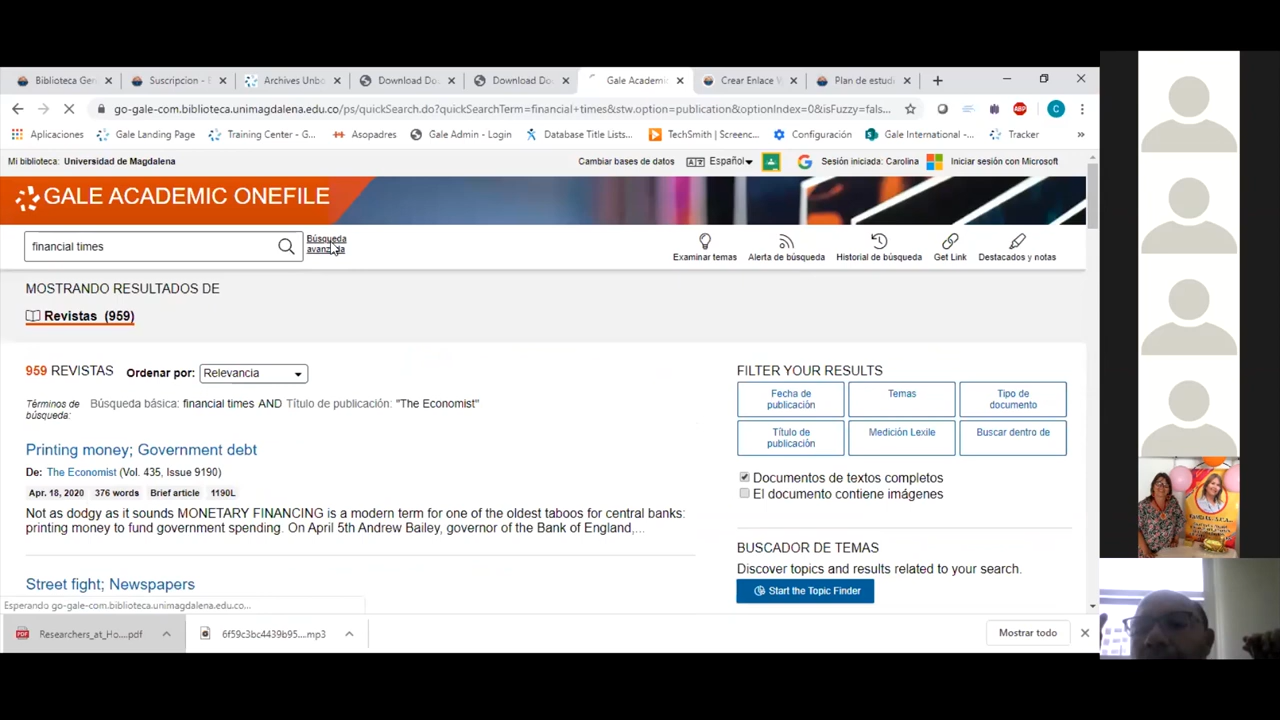 Biblioteca Gen
Suscripcion - E
Archives Unbo
Download Do
Download Do
Gale Academic
Crear Enlace W
Plan de estudi
go-gale-com.biblioteca.unimagdalena.edu.co/ps/quickSearch.do?quickSearchTerm=financial+times&stw.option=publication&optionIndex=0&isFuzzy=fals...
C
Aplicaciones
Gale Landing Page
Training Center - G...
Asopadres
Gale Admin - Login
Database Title Lists...
TechSmith | Screenc...
Configuración
Gale International -...
Tracker
»
Mi biblioteca: Universidad de Magdalena
Cambiar bases de datos
Español
Sesión iniciada: Carolina
Iniciar sesión con Microsoft
GALE ACADEMIC ONEFILE
financial times
Búsqueda
avanzada
Examinar temas
Alerta de búsqueda
Historial de búsqueda
Get Link
Destacados y notas
MOSTRANDO RESULTADOS DE
Revistas (959)
959 REVISTAS
Ordenar por:
Relevancia
Términos de
búsqueda:
Búsqueda básica: financial times AND Título de publicación: "The Economist"
Printing money; Government debt
De: The Economist (Vol. 435, Issue 9190)
Apr. 18, 2020 376 words Brief article 1190L
Not as dodgy as it sounds MONETARY FINANCING is a modern term for one of the oldest taboos for central banks:
printing money to fund government spending. On April 5th Andrew Bailey, governor of the Bank of England,...
Street fight; Newspapers
FILTER YOUR RESULTS
Fecha de
publicación
Temas
Tipo de
documento
Título de
publicación
Medición Lexile
Buscar dentro de
Documentos de textos completos
El documento contiene imágenes
BUSCADOR DE TEMAS
Discover topics and results related to your search.
Start the Topic Finder
Esperando go-gale-com.biblioteca.unimagdalena.edu.co...
Researchers_at_Ho....pdf
6f59c3bc4439b95....mp3
Mostrar todo